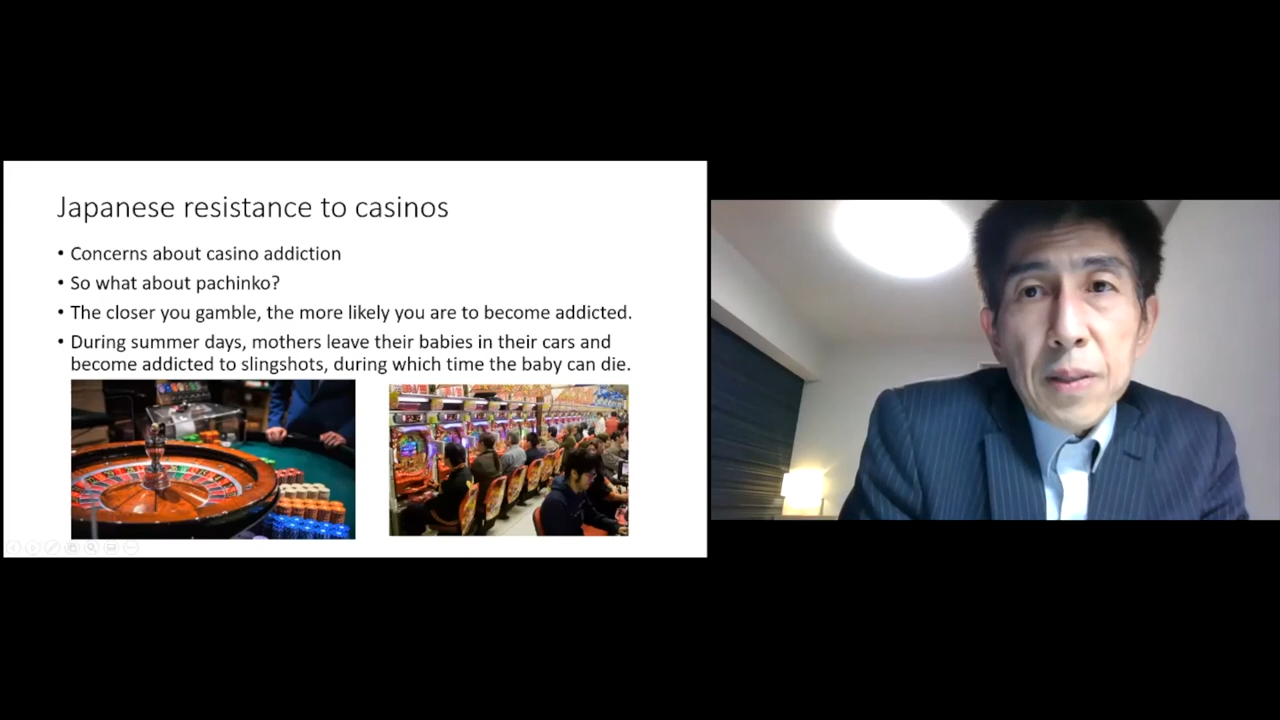 Japanese resistance to casinos
• Concerns about casino addiction
• So what about pachinko?
• The closer you gamble, the more likely you are to become addicted.
• During summer days, mothers leave their babies in their cars and
become addicted to slingshots, during which time the baby can die.